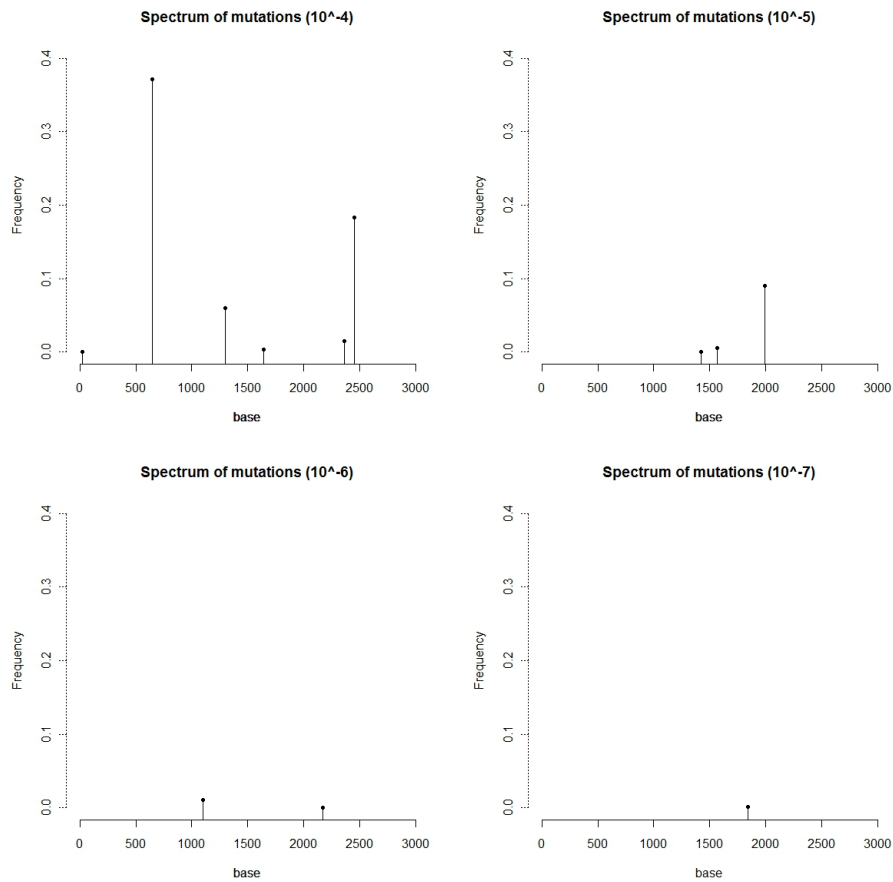 Spectrum of mutations (10^-4)
0.4
0.3
0.2
0.1
0.0
Frequency
0 500 1000 1500 2000 2500 3000
base
Spectrum of mutations (10^-5)
0.4
0.3
0.2
0.1
0.0
Frequency
0 500 1000 1500 2000 2500 3000
base
Spectrum of mutations (10^-6)
0.4
0.3
0.2
0.1
0.0
Frequency
0 500 1000 1500 2000 2500 3000
base
Spectrum of mutations (10^-7)
0.4
0.3
0.2
0.1
0.0
Frequency
0 500 1000 1500 2000 2500 3000
base